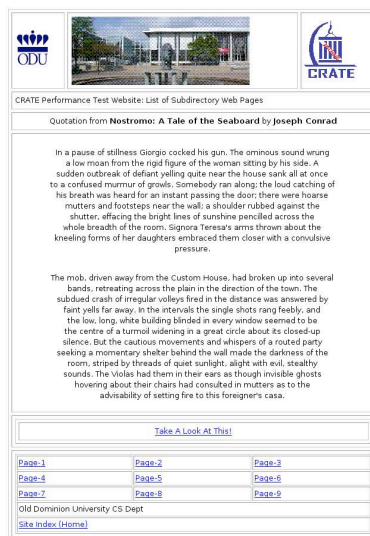 ODU
CRATE
CRATE Performance Test Website: List of Subdirectory Web Pages
Quotation from Nostromo: A Tale of the Seaboard by Joseph Conrad
In a pause of stillness Giorgio cocked his gun. The ominous sound wrung
a low moan from the rigid figure of the woman sitting by his side. A
sudden outbreak of defiant yelling quite near the house sank all at once
to a confused murmur of growls. Somebody ran along; the loud catching of
his breath was heard for an instant passing the door; there were hoarse
mutters and footsteps near the wall; a shoulder rubbed against the
shutter, effacing the bright lines of sunshine pencilled across the
whole breadth of the room. Signora Teresa's arms thrown about the
kneeling forms of her daughters embraced them closer with a convulsive
pressure.
The mob, driven away from the Custom House, had broken up into several
bands, retreating across the plain in the direction of the town. The
subdued crash of irregular volleys fired in the distance was answered by
faint yells far away. In the intervals the single shots rang feebly, and
the low, long, white building blinded in every window seemed to be
the centre of a turmoil widening in a great circle about its closed-up
silence. But the cautious movements and whispers of a routed party
seeking a momentary shelter behind the wall made the darkness of the
room, striped by threads of quiet sunlight, alight with evil, stealthy
sounds. The Violas had them in their ears as though invisible ghosts
hovering about their chairs had consulted in mutters as to the
advisability of setting fire to this foreigner's casa.
Take A Look At This!
Page-1 Page-2 Page-3
Page-4 Page-5 Page-6
Page-7 Page-8 Page-9
Old Dominion University CS Dept
Site Index (Home)